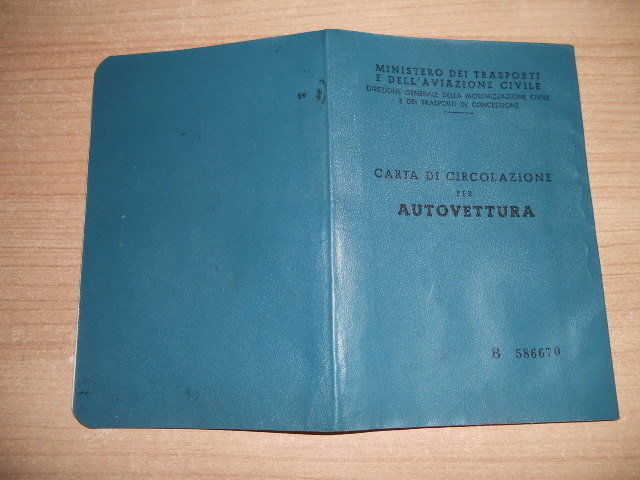 MINISTERO DEI TRASPORTI
E DELL'AVIAZIONE CIVILE
DIREZIONE GENERALE DELLA MOTORIZZAZIONE CIVILE
E DEI TRASPORTI IN CONCESSIONE
CARTA DI CIRCOLAZIONE
PER
AUTOVETTURA
B 586670